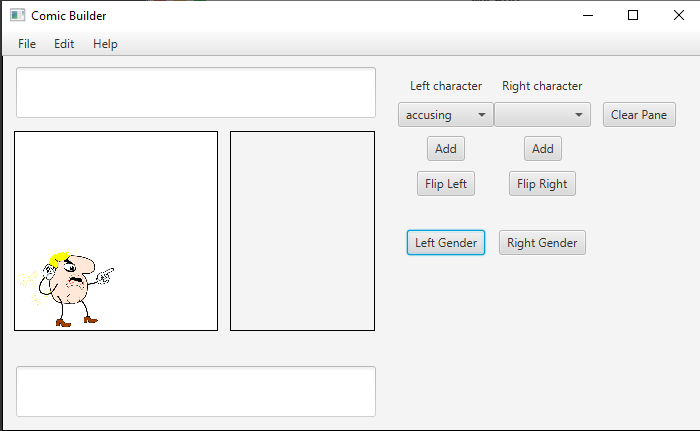 Comic Builder
File Edit Help
Left character Right character
accusing Clear Pane
Add Add
Flip Left Flip Right
Left Gender Right Gender